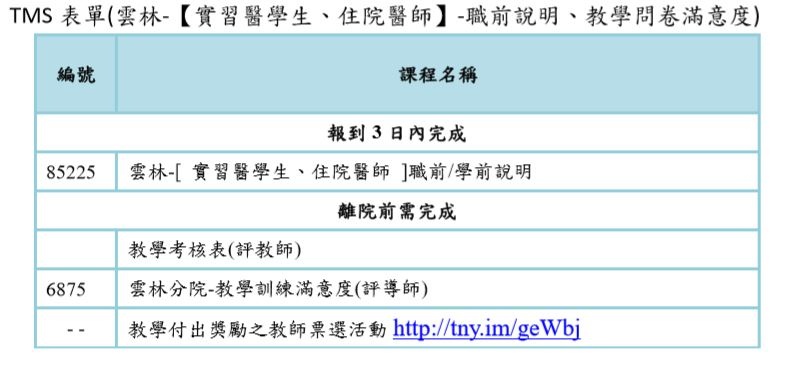 TMS 表單(雲林-【實習醫學生、住院醫師】-職前說明、教學問卷滿意度)
編號 課程名稱
報到 3 日內完成
85225 雲林-[ 實習醫學生、住院醫師 ]職前/學前說明
離院前需完成
教學考核表(評教師)
6875 雲林分院-教學訓練滿意度(評導師)
-- 教學付出獎勵之教師票選活動 http://tny.im/geWbj